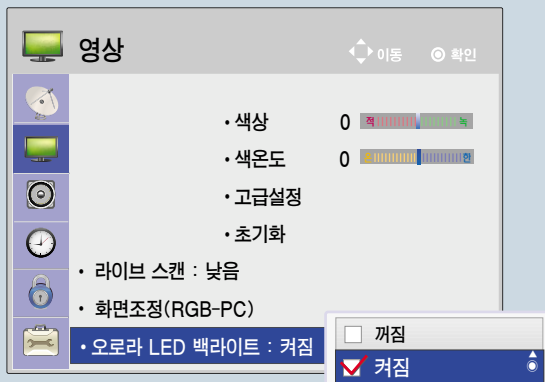 영상 이동 확인
·색상 0 적 녹
·색온도 0 온 한
·고급설정
·초기화
· 라이브 스캔 : 낮음
· 화면조정(RGB-PC)
·오로라 LED 백라이트 : 켜짐
꺼짐
켜짐